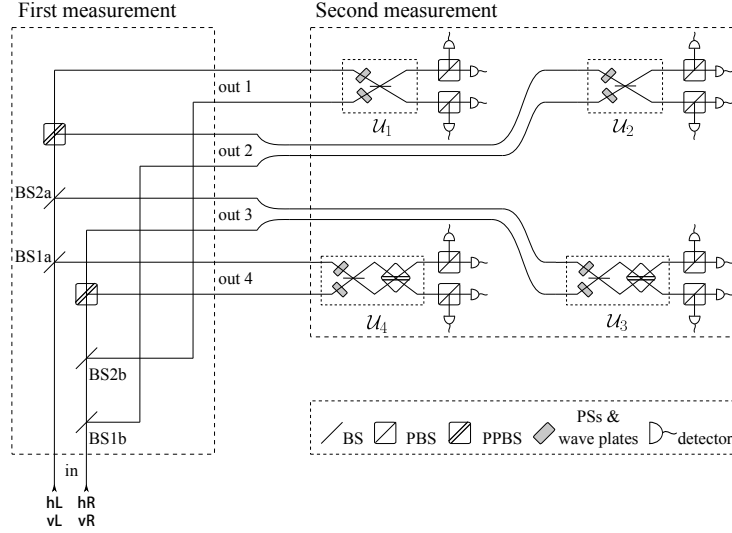 First measurement
Second measurement
out 1
out 2
out 3
out 4
BS2a
BS1a
BS2b
BS1b
𝒰₁
𝒰₂
𝒰₄
𝒰₃
in
hL
vL
hR
vR
BS
PBS
PPBS
PSs &
wave plates
detector